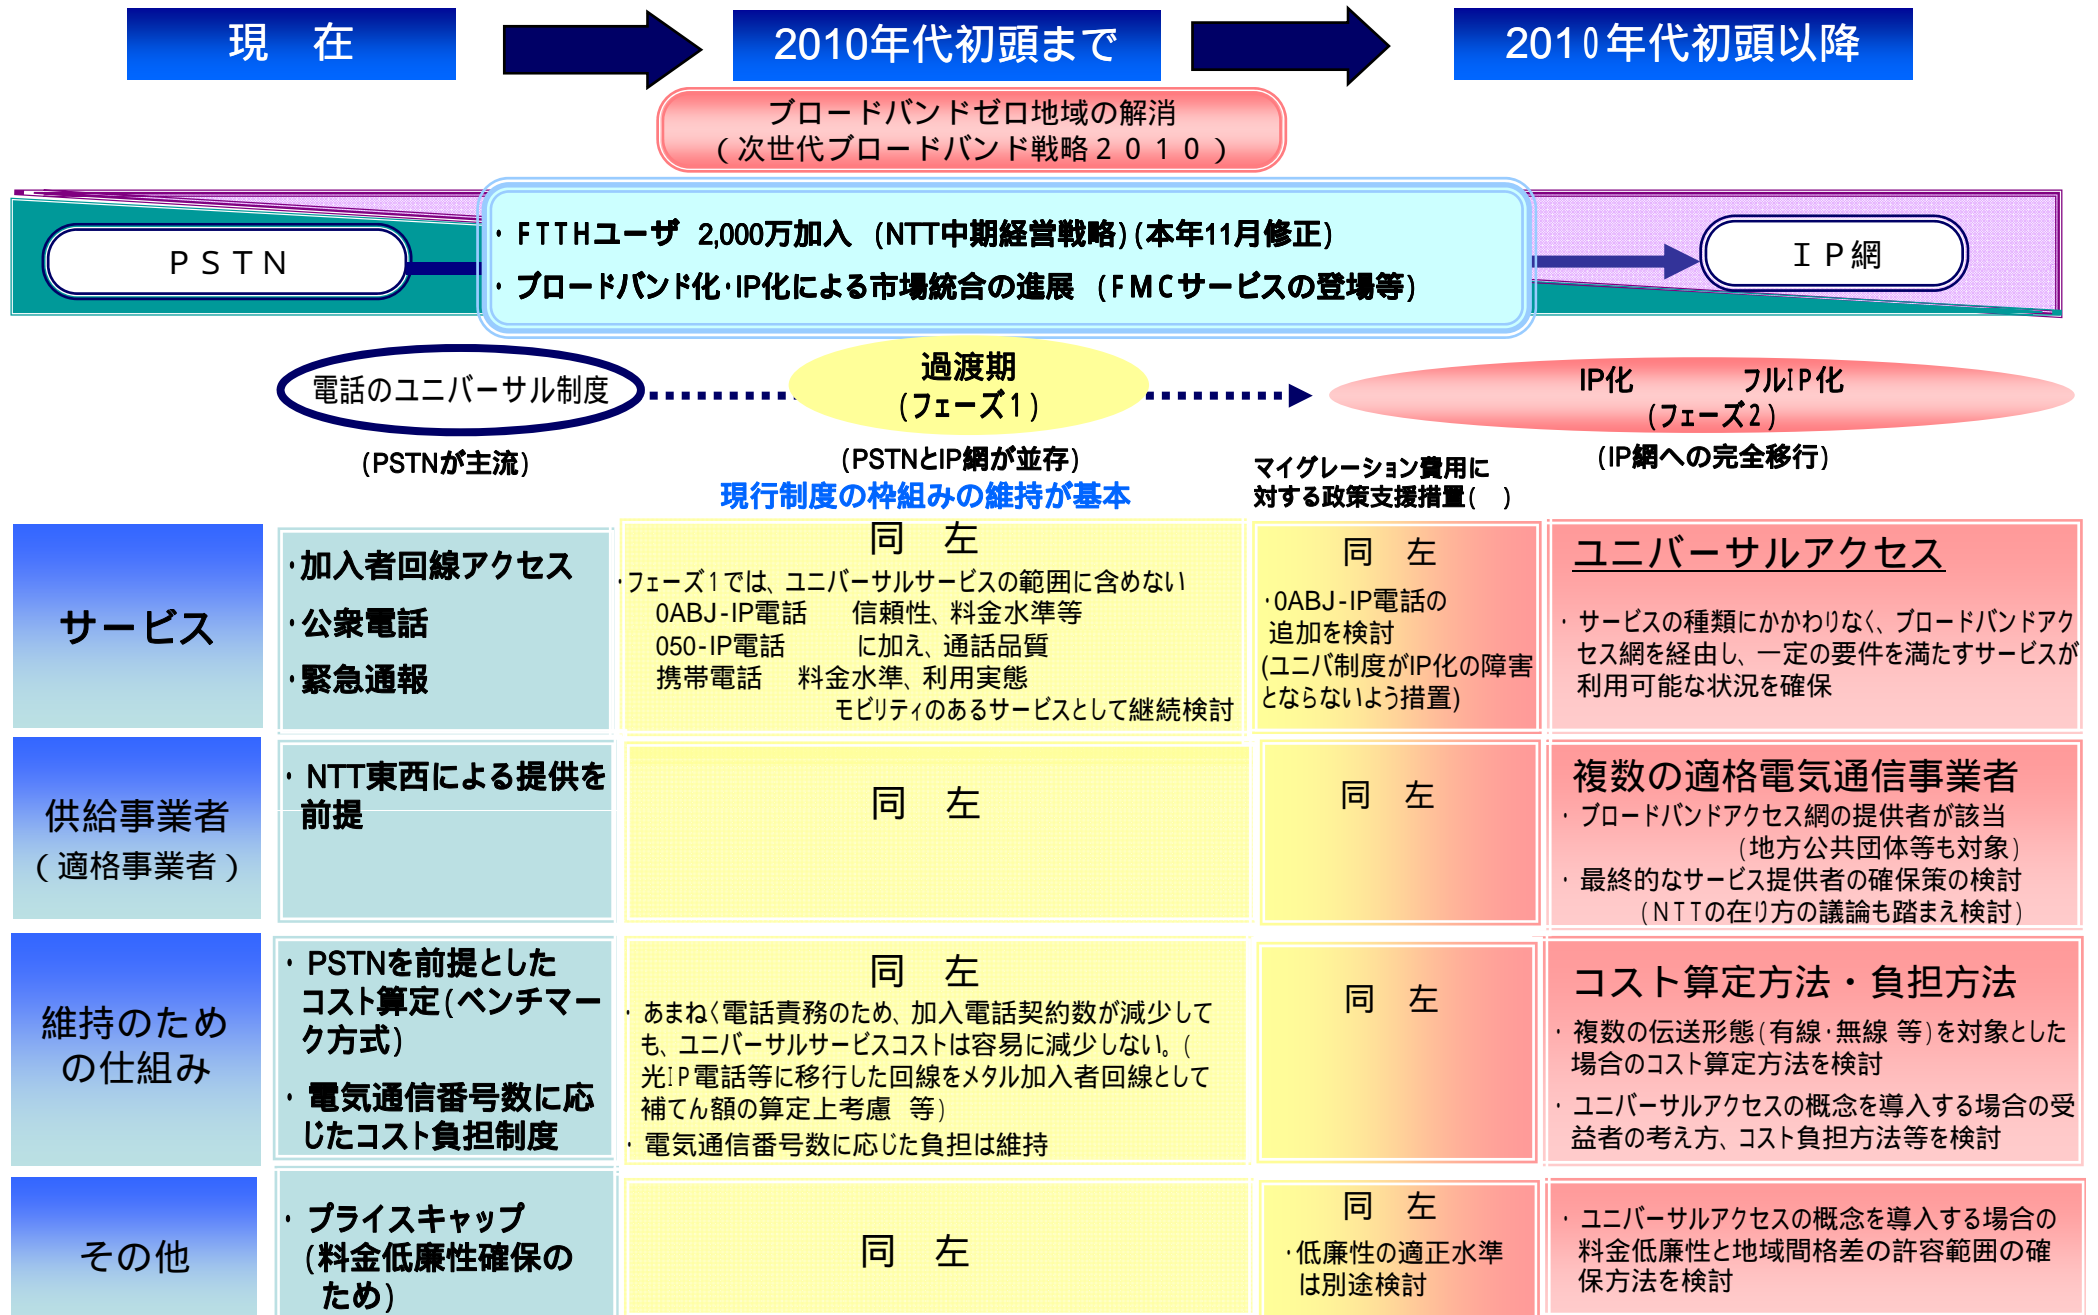 現　在
2010年代初頭まで
2010年代初頭以降
ブロードバンドゼロ地域の解消
（次世代ブロードバンド戦略２０１０）
・FTTHユーザ 2,000万加入 (NTT中期経営戦略)(本年11月修正)
・ブロードバンド化・IP化による市場統合の進展 (FMCサービスの登場等)
ＰＳＴＮ
ＩＰ網
電話のユニバーサル制度
過渡期
(フェーズ1)
IP化　　　フルIP化
(フェーズ2)
(PSTNが主流)
(PSTNとIP網が並存)
現行制度の枠組みの維持が基本
マイグレーション費用に
対する政策支援措置(　)
(IP網への完全移行)
サービス
・加入者回線アクセス
・公衆電話
・緊急通報
同　左
・フェーズ1では、ユニバーサルサービスの範囲に含めない
0ABJ-IP電話　　信頼性、料金水準等
050-IP電話　　　に加え、通話品質
携帯電話　料金水準、利用実態
モビリティのあるサービスとして継続検討
同　左
・0ABJ-IP電話の
追加を検討
(ユニバ制度がIP化の障害
とならないよう措置)
ユニバーサルアクセス
・サービスの種類にかかわりなく、ブロードバンドアク
セス網を経由し、一定の要件を満たすサービスが
利用可能な状況を確保
供給事業者
（適格事業者）
・NTT東西による提供を
前提
同　左
同　左
複数の適格電気通信事業者
・ブロードバンドアクセス網の提供者が該当
(地方公共団体等も対象)
・最終的なサービス提供者の確保策の検討
(NTTの在り方の議論も踏まえ検討)
維持のため
の仕組み
・PSTNを前提とした
コスト算定(ベンチマー
ク方式)
・電気通信番号数に応
じたコスト負担制度
同　左
・あまねく電話責務のため、加入電話契約数が減少して
も、ユニバーサルサービスコストは容易に減少しない。(
光IP電話等に移行した回線をメタル加入者回線として
補てん額の算定上考慮　等)
・電気通信番号数に応じた負担は維持
同　左
コスト算定方法・負担方法
・複数の伝送形態(有線・無線 等)を対象とした
場合のコスト算定方法を検討
・ユニバーサルアクセスの概念を導入する場合の受
益者の考え方、コスト負担方法等を検討
その他
・プライスキャップ
(料金低廉性確保の
ため)
同　左
同　左
・低廉性の適正水準
は別途検討
・ユニバーサルアクセスの概念を導入する場合の
料金低廉性と地域間格差の許容範囲の確
保方法を検討